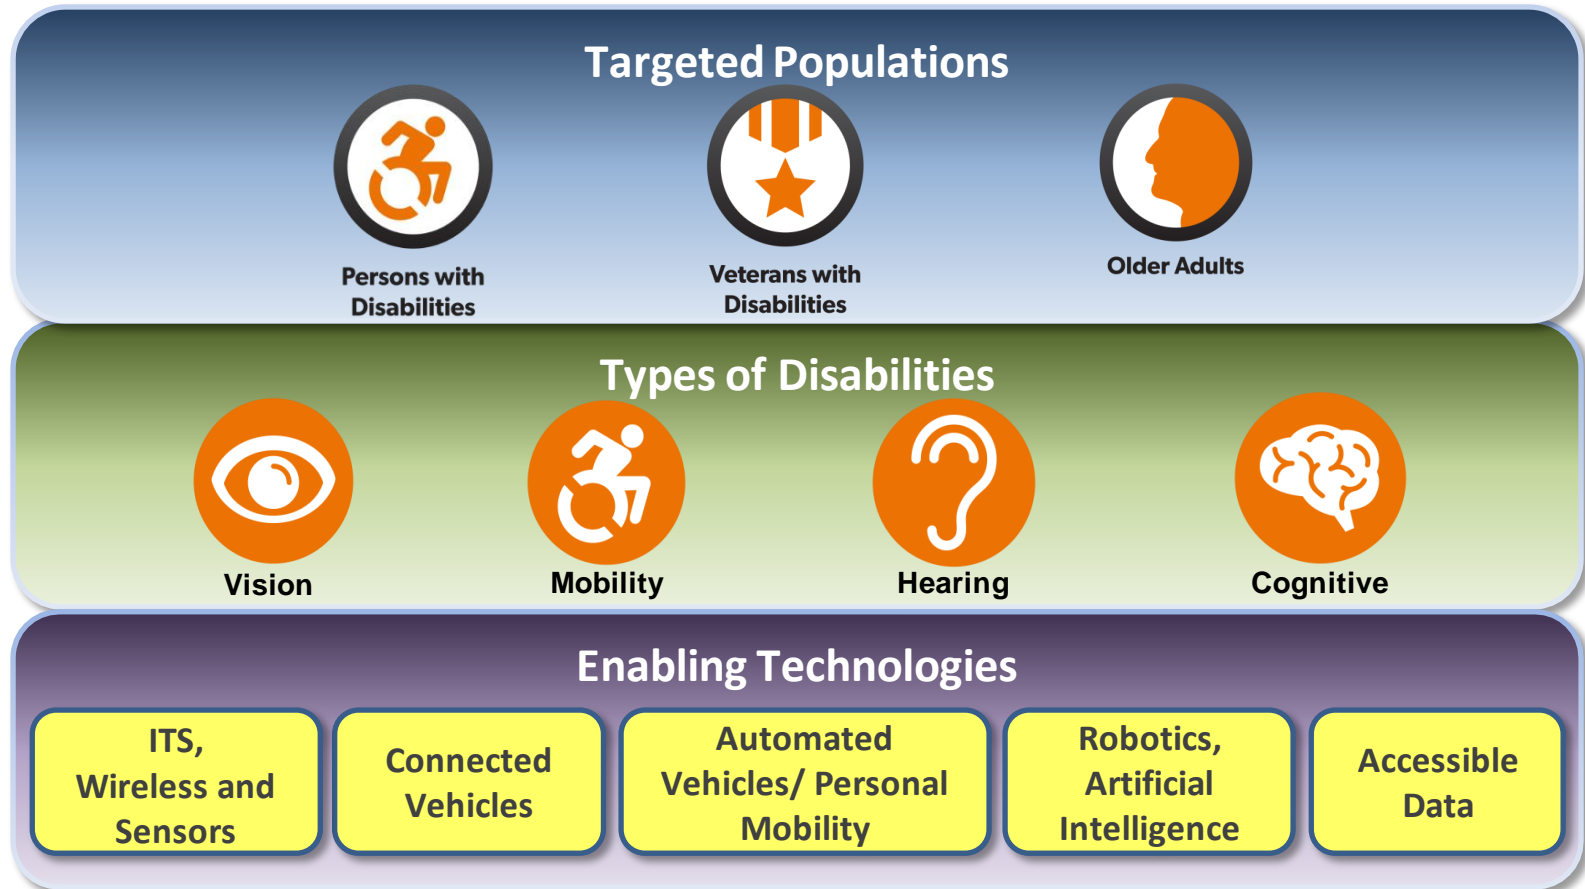 Targeted Populations
Persons with
Disabilities
Veterans with
Disabilities
Older Adults
Types of Disabilities
Vision
Mobility
Hearing
Cognitive
Enabling Technologies
ITS,
Wireless and
Sensors
Connected
Vehicles
Automated
Vehicles/ Personal
Mobility
Robotics,
Artificial
Intelligence
Accessible
Data